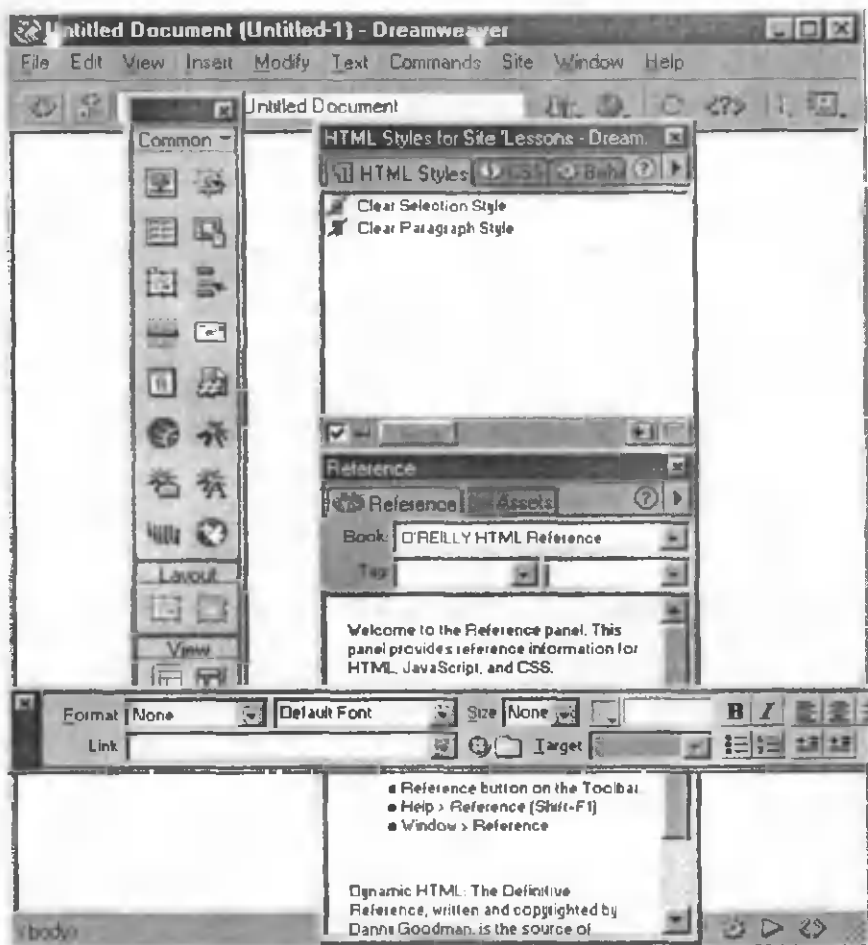 Untitled Document (Untitled-1) - Dreamweaver
File Edit View Insert Modify Text Commands Site Window Help
Untitled Document
Common
HTML Styles for Site 'Lessons - Dream.
HTML Styles CSS Beha
Clear Selection Style
Clear Paragraph Style
Reference
Reference Assets
Book: O'REILLY HTML Reference
Tag:
Layout
View
Welcome to the Reference panel. This
panel provides reference information for
HTML, JavaScript, and CSS.
Format None Default Font Size None B I
Link Target
Reference button on the Toolbar.
Help > Reference (Shift-F1)
Window > Reference
Dynamic HTML: The Definitive
Reference, written and copyrighted by
Danny Goodman, is the source of
<body>